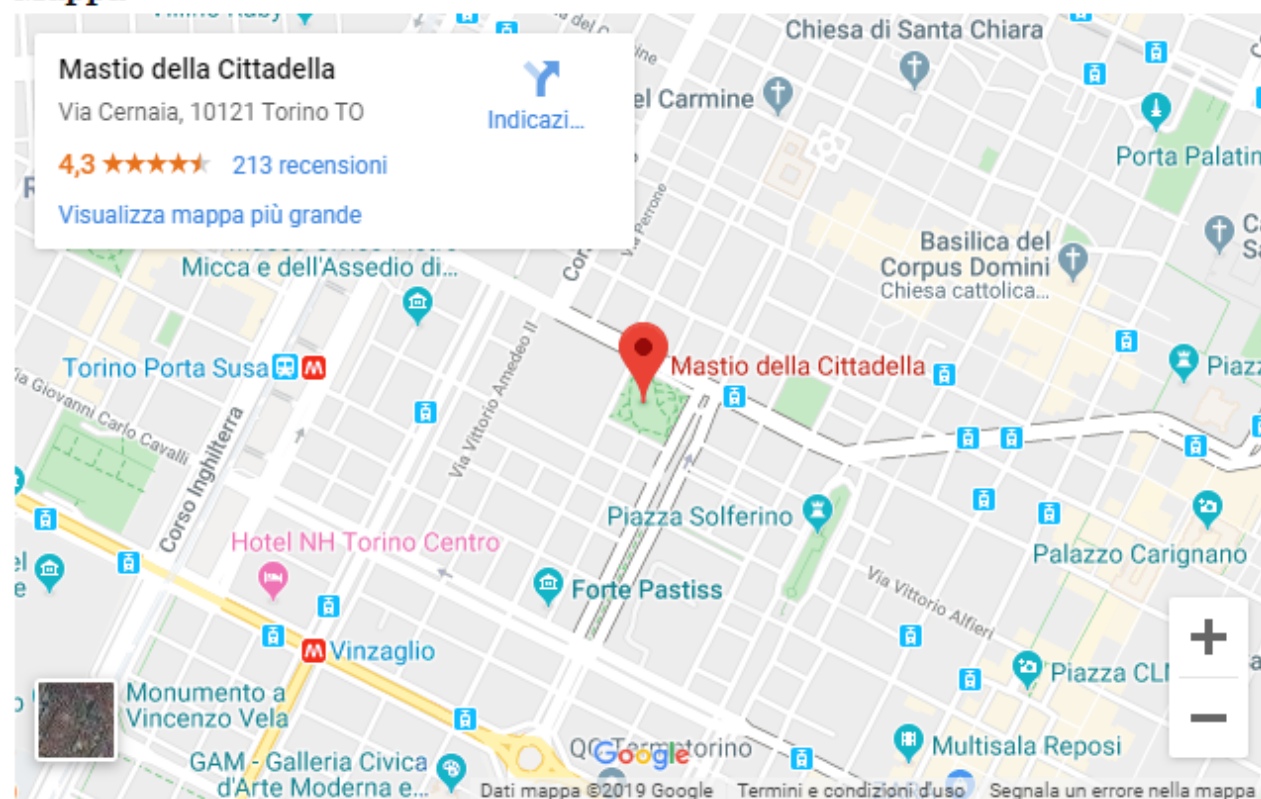 Mastio della Cittadella
Via Cernaia, 10121 Torino TO
4,3
213 recensioni
Visualizza mappa più grande
Indicazi...
Chiesa di Santa Chiara
el Carmine
Porta Palatin
Via Perrone
Basilica del
Corpus Domini
Chiesa cattolica...
Micca e dell'Assedio di...
Torino Porta Susa
Mastio della Cittadella
Piazz
Via Vittorio Amedeo II
Corso Inghilterra
Piazza Solferino
Hotel NH Torino Centro
Palazzo Carignano
Forte Pastiss
Via Vittorio Alfieri
Vinzaglio
Piazza CL
Monumento a
Vincenzo Vela
GAM - Galleria Civica
d'Arte Moderna e...
Google
Multisala Reposi
Dati mappa ©2019 Google
Termini e condizioni d'uso
Segnala un errore nella mappa